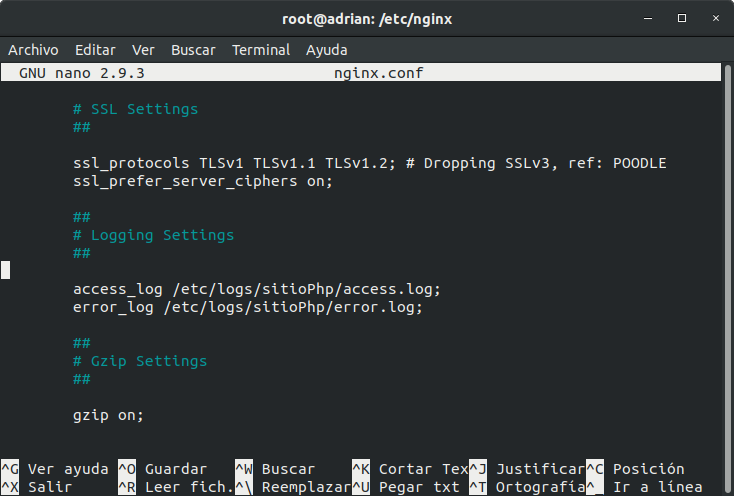 root@adrian: /etc/nginx
Archivo Editar Ver Buscar Terminal Ayuda
GNU nano 2.9.3 nginx.conf
# SSL Settings
##
ssl_protocols TLSv1 TLSv1.1 TLSv1.2; # Dropping SSLv3, ref: POODLE
ssl_prefer_server_ciphers on;
##
# Logging Settings
##
access_log /etc/logs/sitioPhp/access.log;
error_log /etc/logs/sitioPhp/error.log;
##
# Gzip Settings
##
gzip on;
^G Ver ayuda ^O Guardar ^W Buscar ^K Cortar Tex^J Justificar^C Posición
^X Salir ^R Leer fich.^\ Reemplazar^U Pegar txt ^T Ortografía^_ Ir a línea